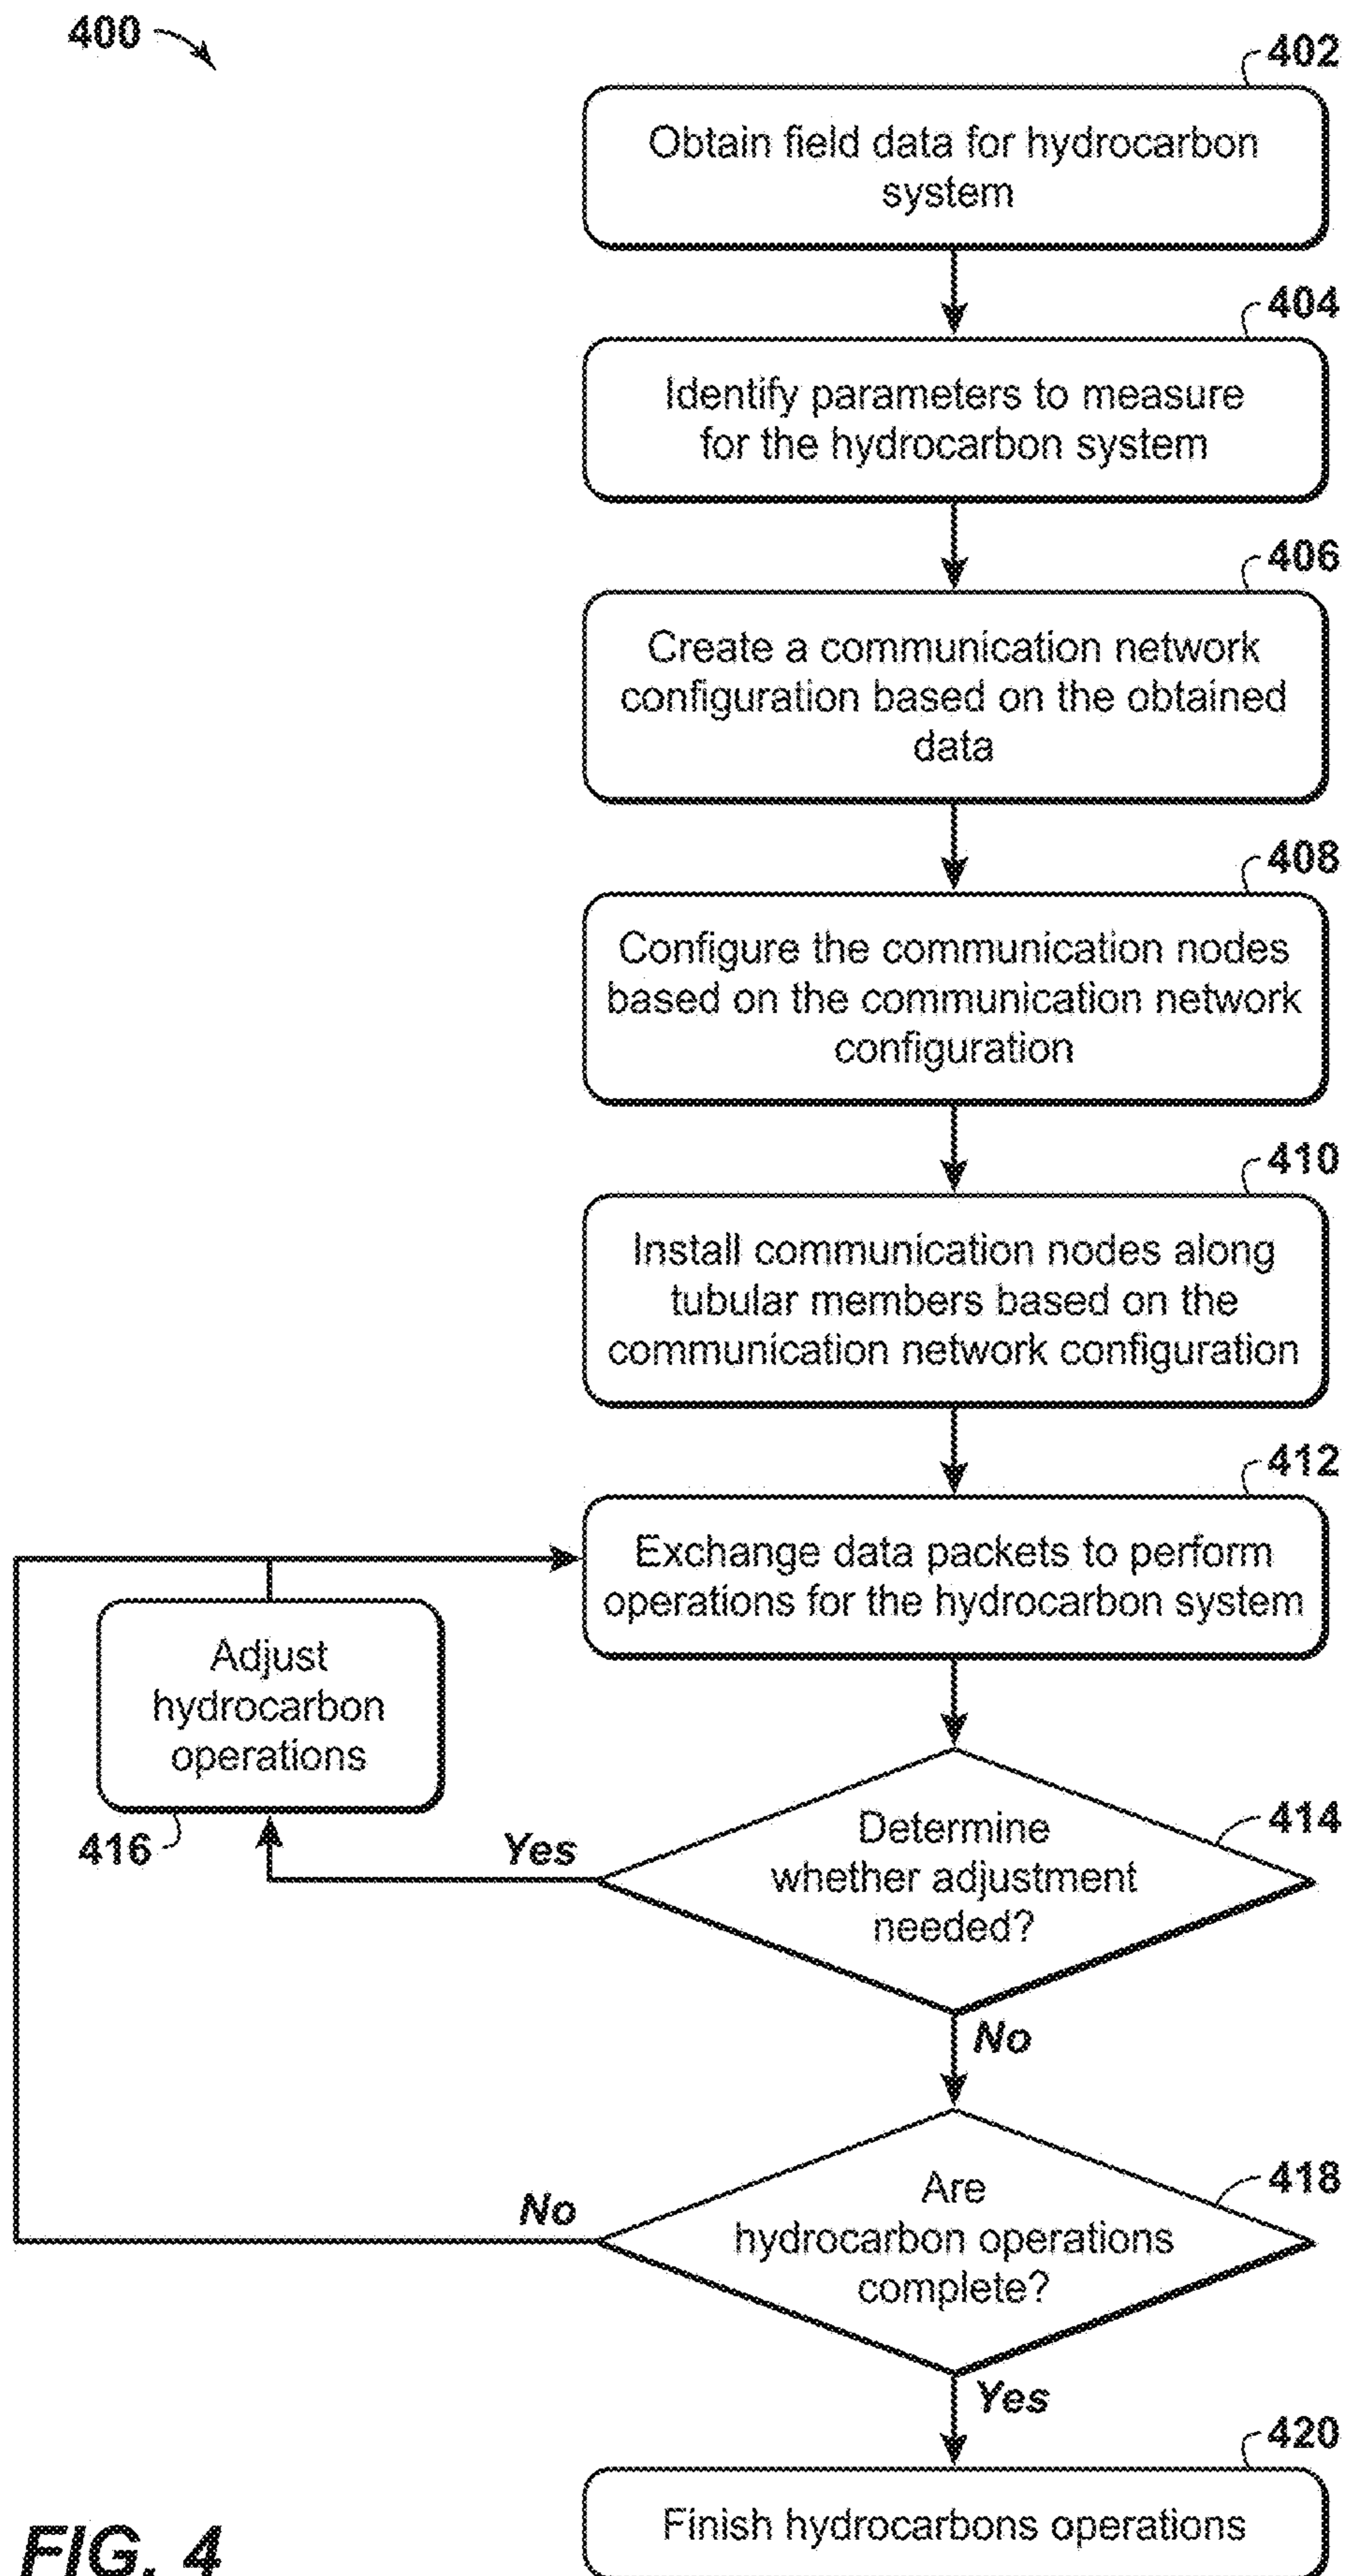 400
402
Obtain field data for hydrocarbon
system
404
Identify parameters to measure
for the hydrocarbon system
406
Create a communication network
configuration based on the obtained
data
408
Configure the communication nodes
based on the communication network
configuration
410
Install communication nodes along
tubular members based on the
communication network configuration
412
Exchange data packets to perform
operations for the hydrocarbon system
Adjust
hydrocarbon
operations
416
Yes
414
Determine
whether adjustment
needed?
No
418
No
Are
hydrocarbon operations
complete?
Yes
420
Finish hydrocarbons operations
FIG. 4